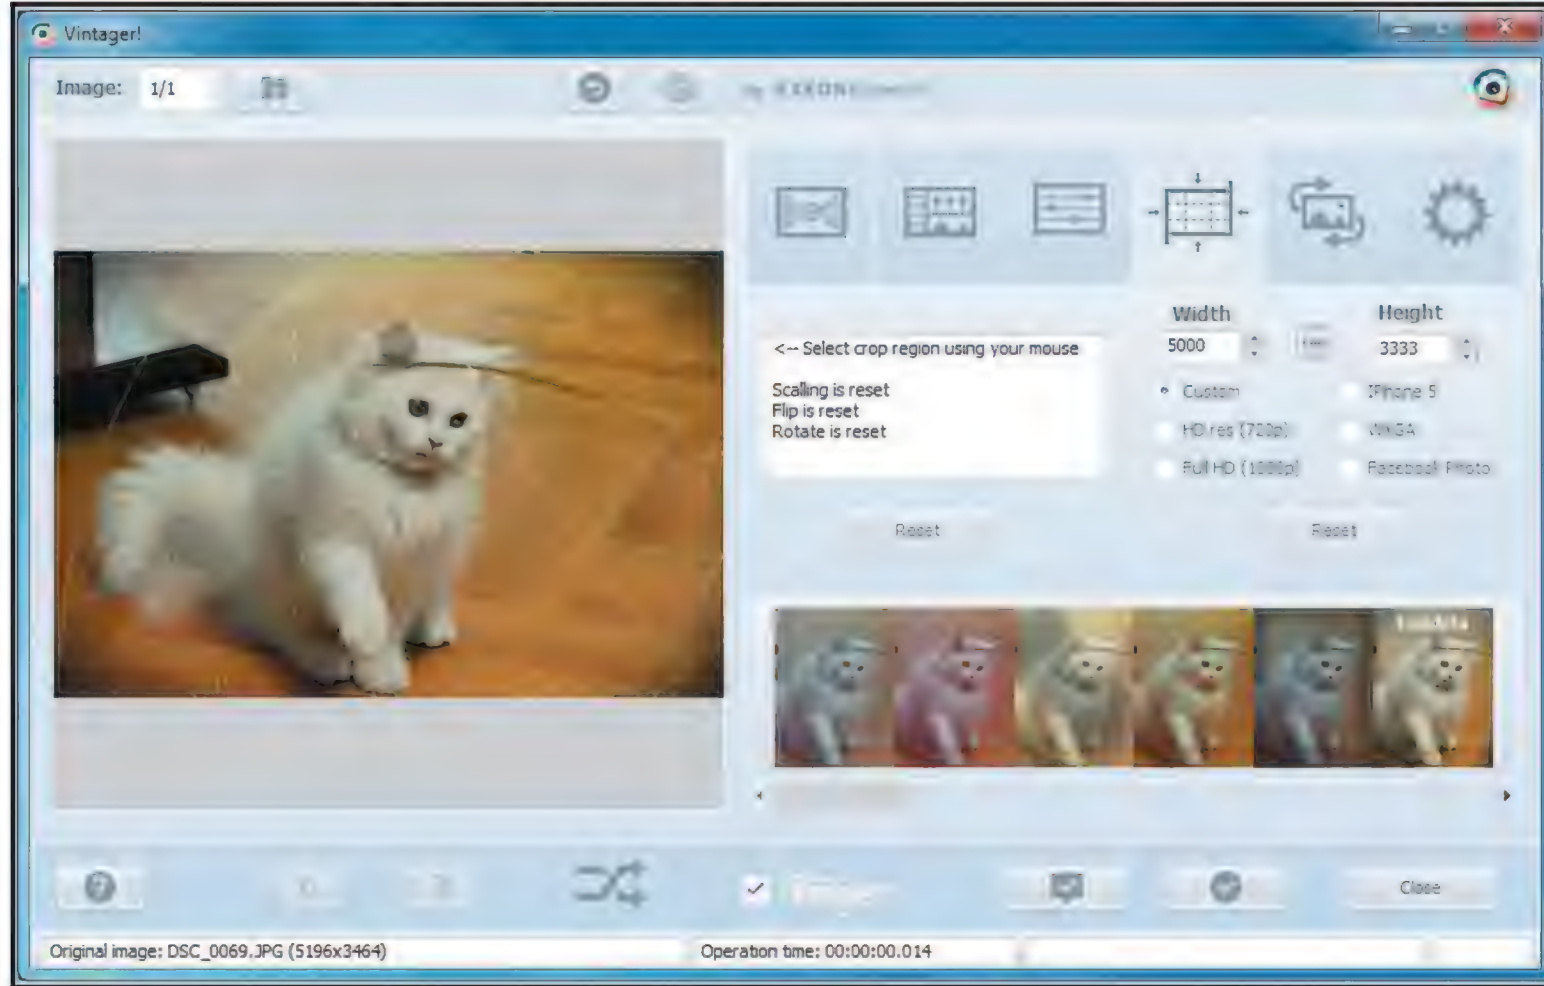 Vintager!
Image: 1/1
by
Width Height
<-- Select crop region using your mouse
5000 3333
Scalling is reset
Flip is reset
Rotate is reset
Custom IPhone 5
HD res (720p) WXGA
Full HD (1080p) Facebook Photo
Reset Reset
Close
Original image: DSC_0069.JPG (5196x3464) Operation time: 00:00:00.014